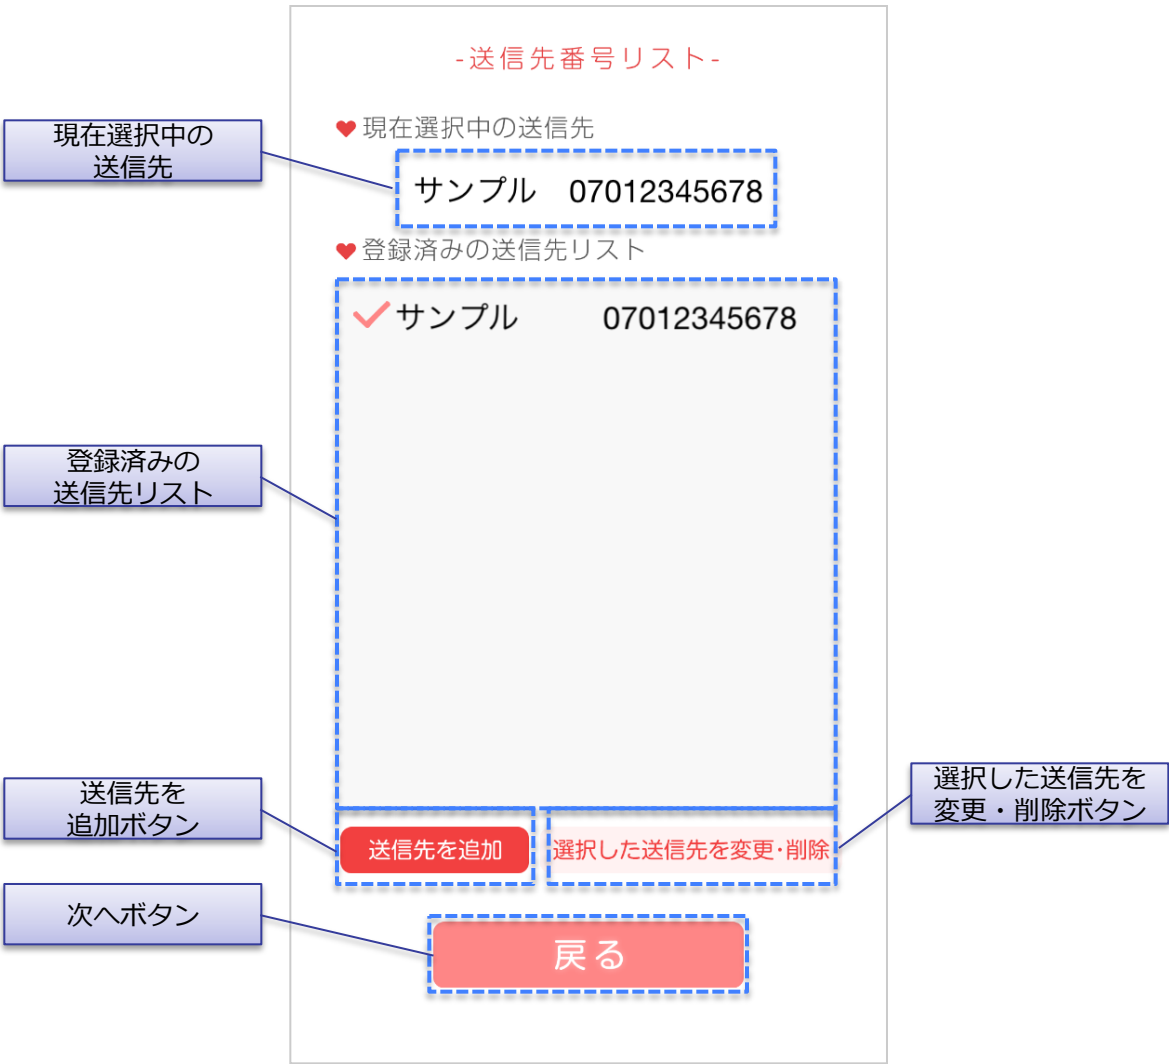 -送信先番号リスト-
現在選択中の
送信先
現在選択中の送信先
サンプル 07012345678
登録済みの送信先リスト
サンプル 07012345678
登録済みの
送信先リスト
送信先を
追加ボタン
選択した送信先を
変更・削除ボタン
送信先を追加
選択した送信先を変更・削除
次へボタン
戻る